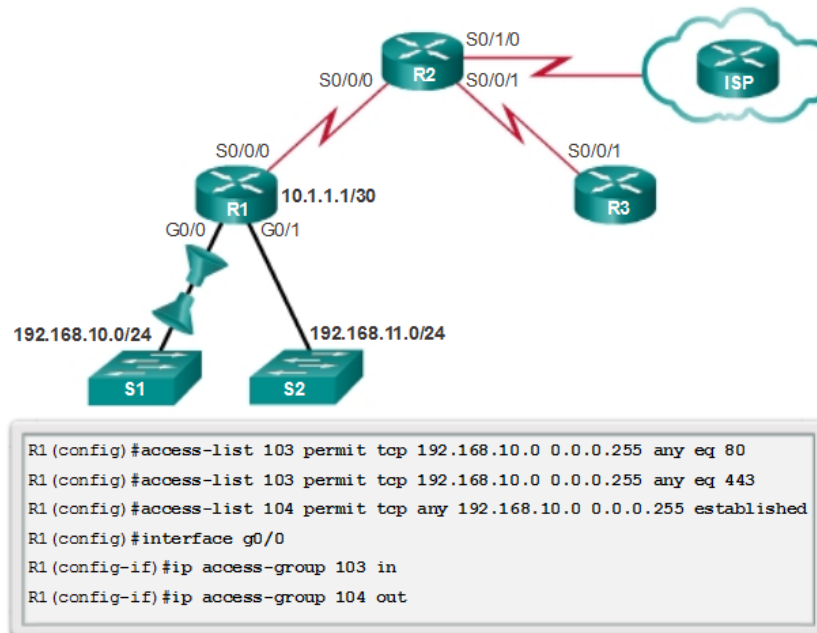 S0/1/0
R2
S0/0/0
S0/0/1
ISP
S0/0/0
S0/0/1
R1
10.1.1.1/30
R3
G0/0
G0/1
192.168.10.0/24
192.168.11.0/24
S1
S2
R1(config)#access-list 103 permit tcp 192.168.10.0 0.0.0.255 any eq 80
R1(config)#access-list 103 permit tcp 192.168.10.0 0.0.0.255 any eq 443
R1(config)#access-list 104 permit tcp any 192.168.10.0 0.0.0.255 established
R1(config)#interface g0/0
R1(config-if)#ip access-group 103 in
R1(config-if)#ip access-group 104 out